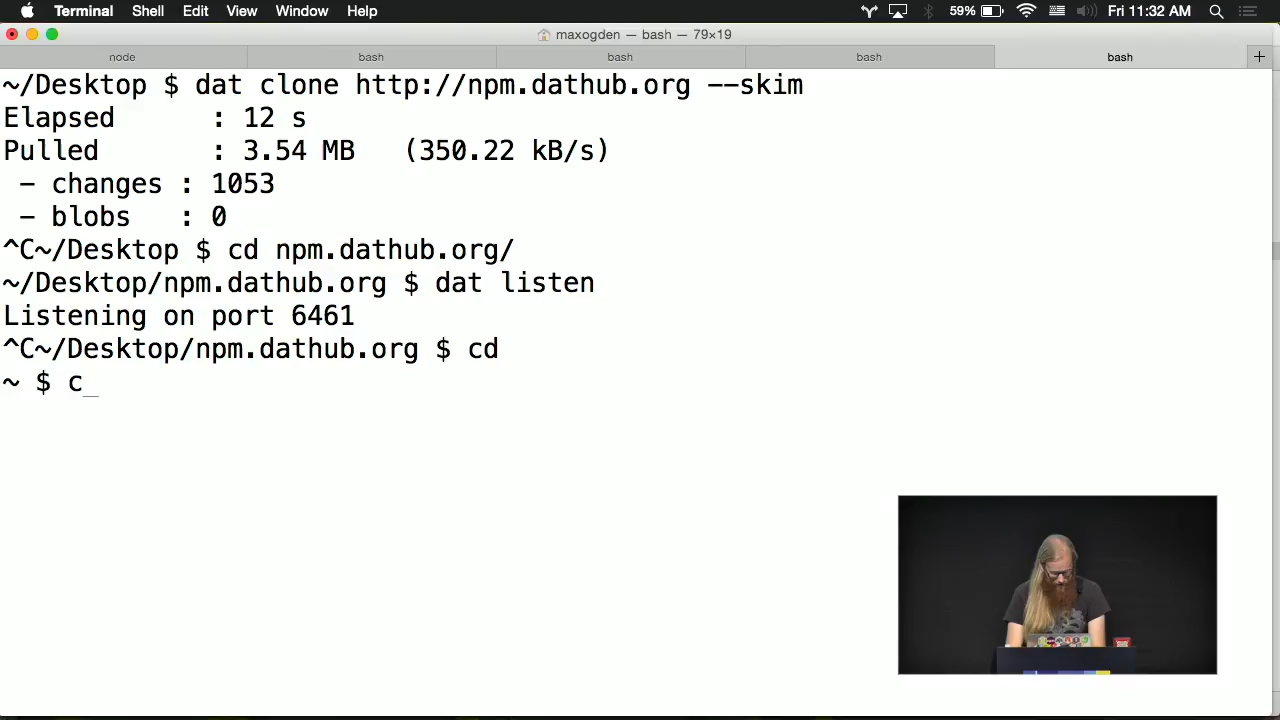 Terminal Shell Edit View Window Help 59% Fri 11:32 AM
maxogden — bash — 79×19
node bash bash bash bash +
~/Desktop $ dat clone http://npm.dathub.org --skim
Elapsed : 12 s
Pulled : 3.54 MB (350.22 kB/s)
- changes : 1053
- blobs : 0
^C~/Desktop $ cd npm.dathub.org/
~/Desktop/npm.dathub.org $ dat listen
Listening on port 6461
^C~/Desktop/npm.dathub.org $ cd
~ $ c_